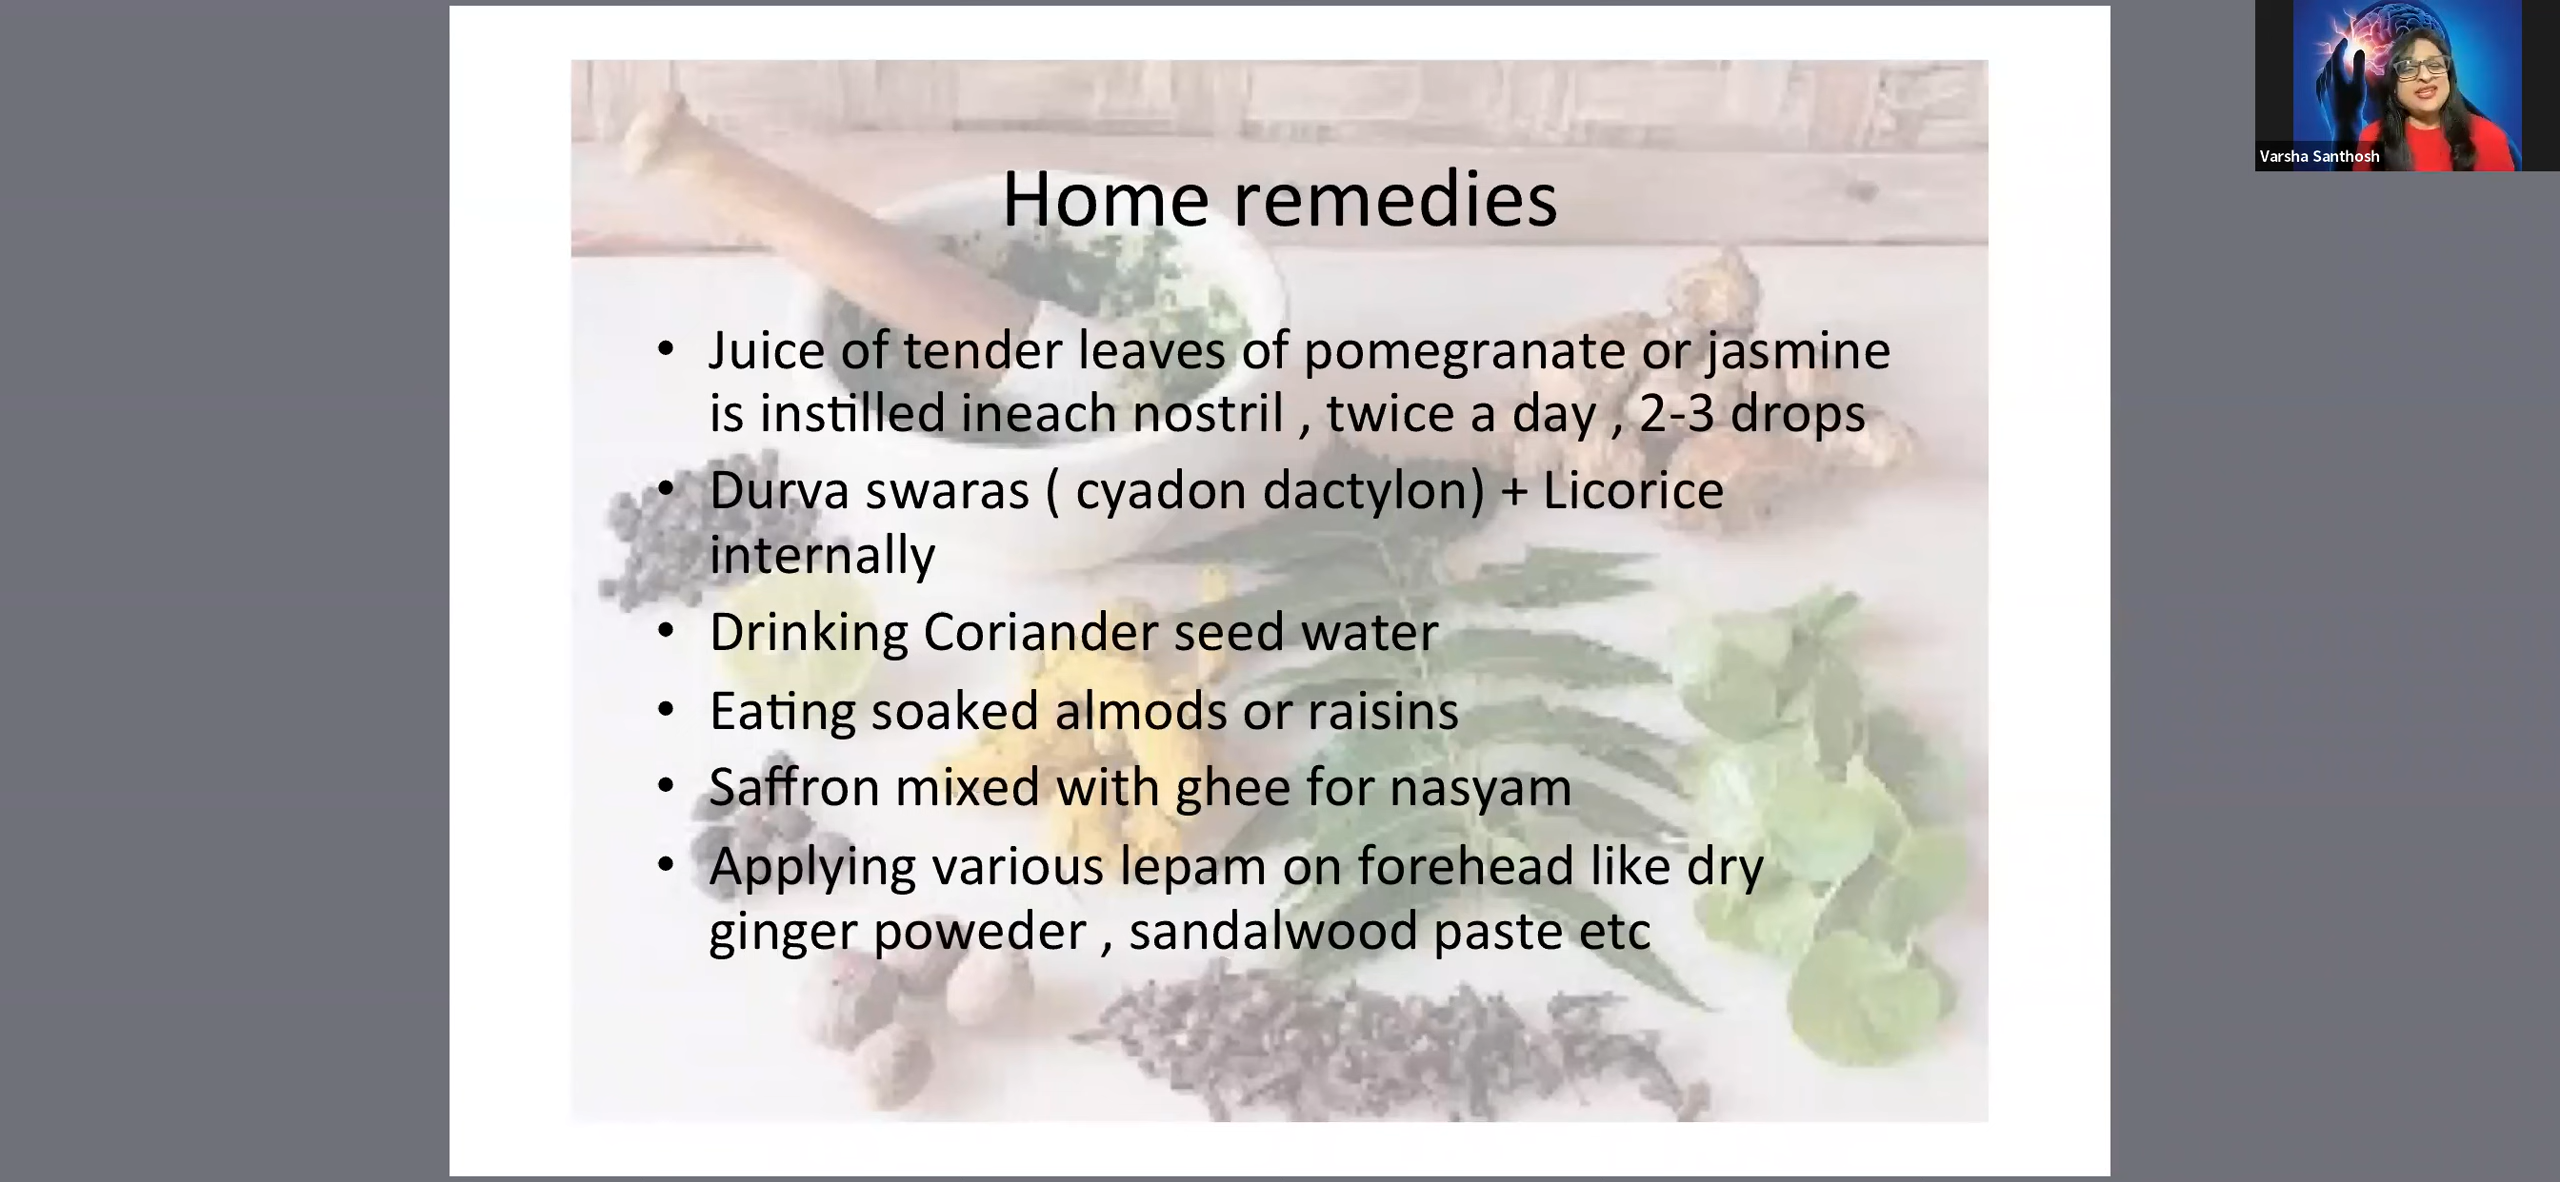 Home remedies
• Juice of tender leaves of pomegranate or jasmine
is instilled ineach nostril , twice a day , 2-3 drops
• Durva swaras ( cyadon dactylon) + Licorice
internally
• Drinking Coriander seed water
• Eating soaked almods or raisins
• Saffron mixed with ghee for nasyam
• Applying various lepam on forehead like dry
ginger poweder , sandalwood paste etc
Varsha Santhosh